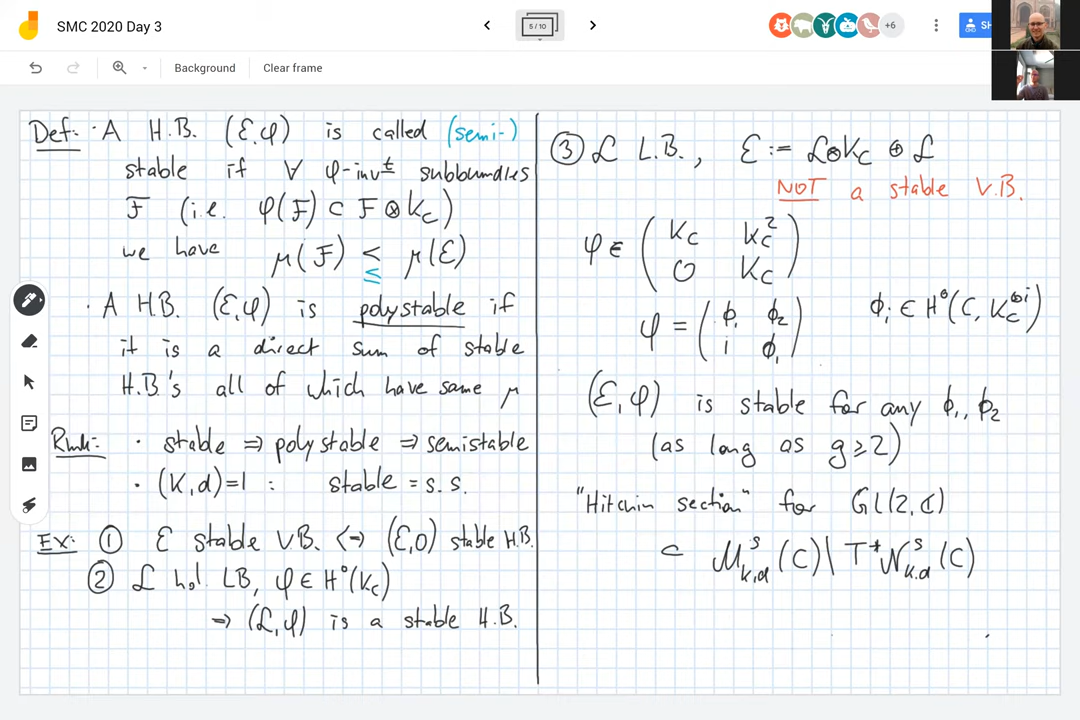 SMC 2020 Day 3
5 / 10
+6
Background
Clear frame
Def: · A H.B. (ℰ,φ) is called (semi-)
stable if ∀ φ-inv^t subbundles
ℱ (i.e. φ(ℱ) ⊂ ℱ ⊗ K_C)
we have μ(ℱ) < μ(ℰ)
≤
· A H.B. (ℰ,φ) is polystable if
it is a direct sum of stable
H.B.'s all of which have same μ
Rmk: · stable ⇒ polystable ⇒ semistable
· (K,d)=1 : stable = s.s.
EX: ① ℰ stable V.B. <=> (ℰ,0) stable H.B.
② ℒ hol. LB, φ ∈ H⁰(K_C)
⇒ (ℒ,φ) is a stable H.B.
③ ℒ L.B., ℰ := ℒ⊗K_C ⊕ ℒ
NOT a stable V.B.
φ ∈ ( K_C K_C²
0 K_C )
φ = ( ϕ₁ ϕ₂
1 ϕ₁ ) ϕ_i ∈ H⁰(C, K_C^{⊗i})
(ℰ,φ) is stable for any ϕ₁, ϕ₂
(as long as g≥2)
"Hitchin section" for GL(2,ℂ)
⊂ ℳ^s_{k,d}(C) \ T*𝒩^s_{k,d}(C)